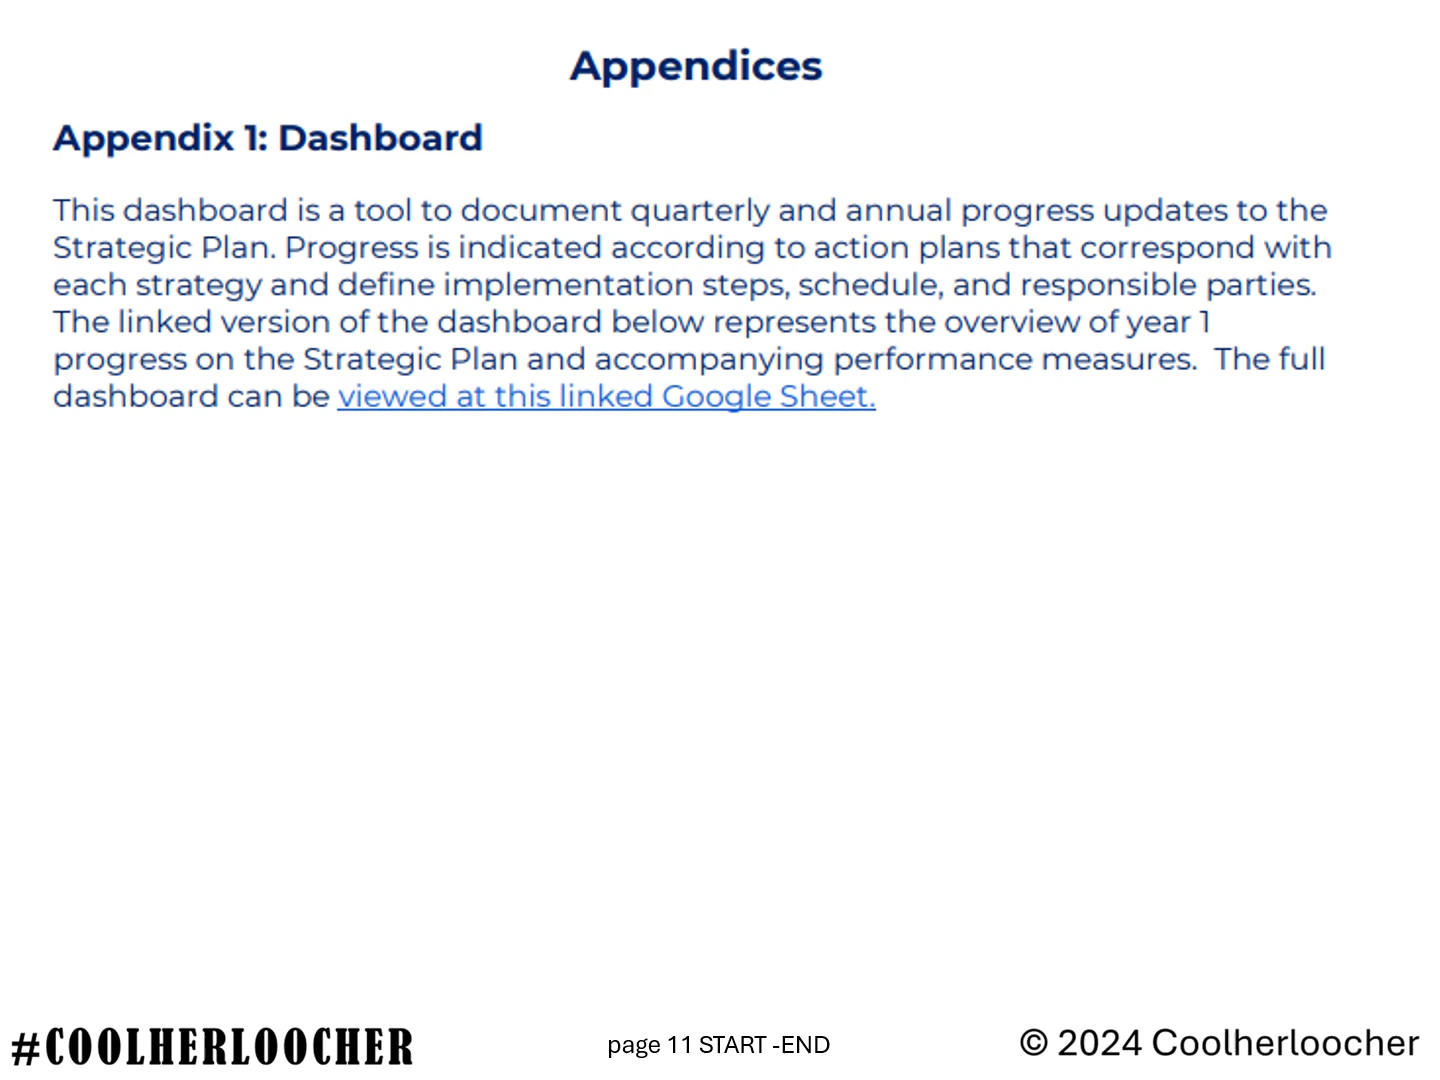 Appendices
Appendix 1: Dashboard
This dashboard is a tool to document quarterly and annual progress updates to the
Strategic Plan. Progress is indicated according to action plans that correspond with
each strategy and define implementation steps, schedule, and responsible parties.
The linked version of the dashboard below represents the overview of year 1
progress on the Strategic Plan and accompanying performance measures.  The full
dashboard can be viewed at this linked Google Sheet.
#COOLHERLOOCHER
page 11 START -END
© 2024 Coolherloocher